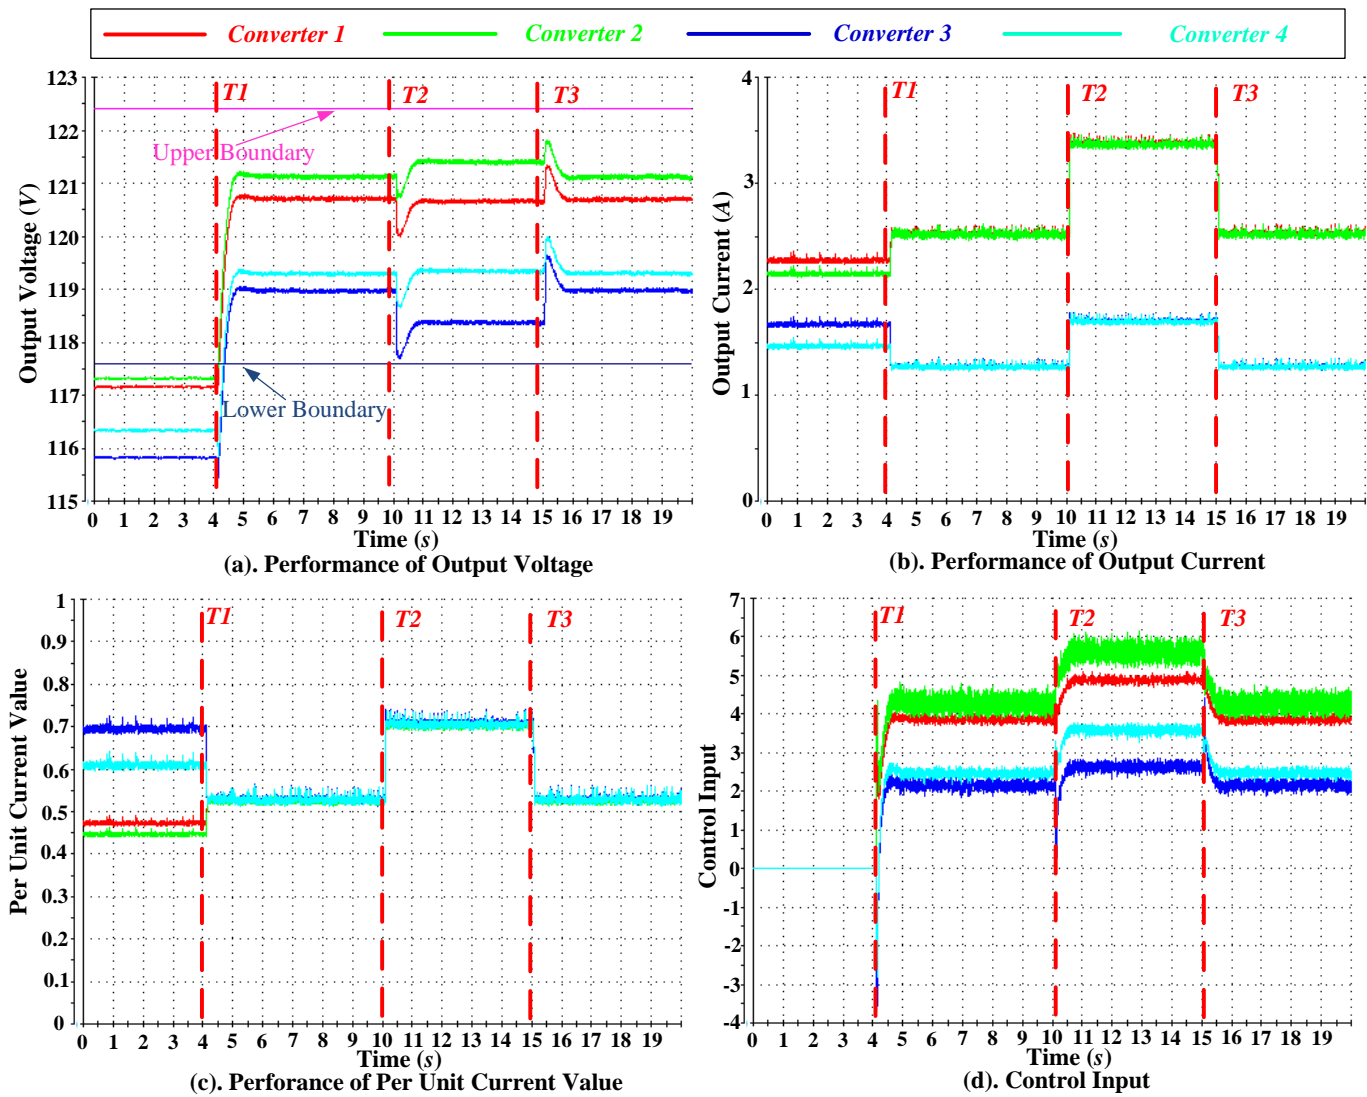 Converter 1 Converter 2 Converter 3 Converter 4
123
122
121
120
119
118
117
116
115
Output Voltage (V)
T1 T2 T3
Upper Boundary
Lower Boundary
0 1 2 3 4 5 6 7 8 9 10 11 12 13 14 15 16 17 18 19
Time (s)
(a). Performance of Output Voltage
4
3
2
1
0
Output Current (A)
T1 T2 T3
0 1 2 3 4 5 6 7 8 9 10 11 12 13 14 15 16 17 18 19
Time (s)
(b). Performance of Output Current
1
0.9
0.8
0.7
0.6
0.5
0.4
0.3
0.2
0.1
0
Per Unit Current Value
T1 T2 T3
0 1 2 3 4 5 6 7 8 9 10 11 12 13 14 15 16 17 18 19
Time (s)
(c). Perforance of Per Unit Current Value
7
6
5
4
3
2
1
0
-1
-2
-3
-4
Control Input
T1 T2 T3
0 1 2 3 4 5 6 7 8 9 10 11 12 13 14 15 16 17 18 19
Time (s)
(d). Control Input